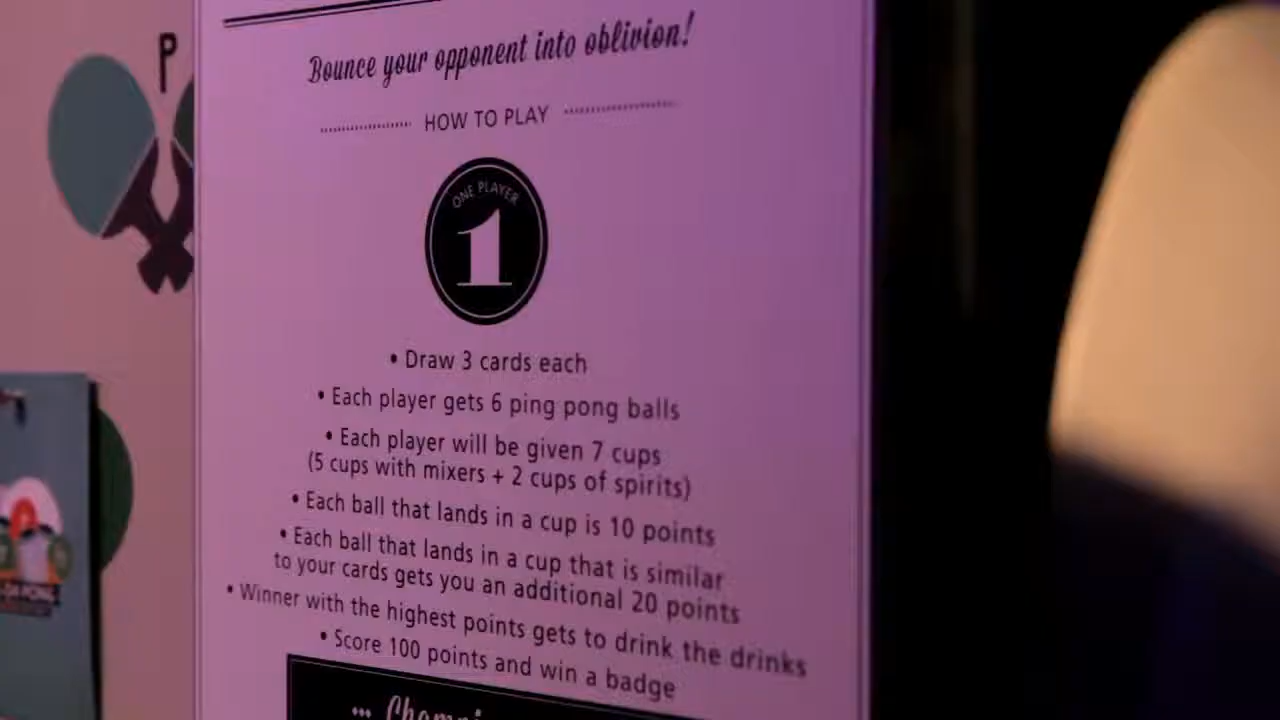 P
Bounce your opponent into oblivion!
HOW TO PLAY
ONE PLAYER
1
• Draw 3 cards each
• Each player gets 6 ping pong balls
• Each player will be given 7 cups
(5 cups with mixers + 2 cups of spirits)
• Each ball that lands in a cup is 10 points
• Each ball that lands in a cup that is similar
to your cards gets you an additional 20 points
• Winner with the highest points gets to drink the drinks
• Score 100 points and win a badge